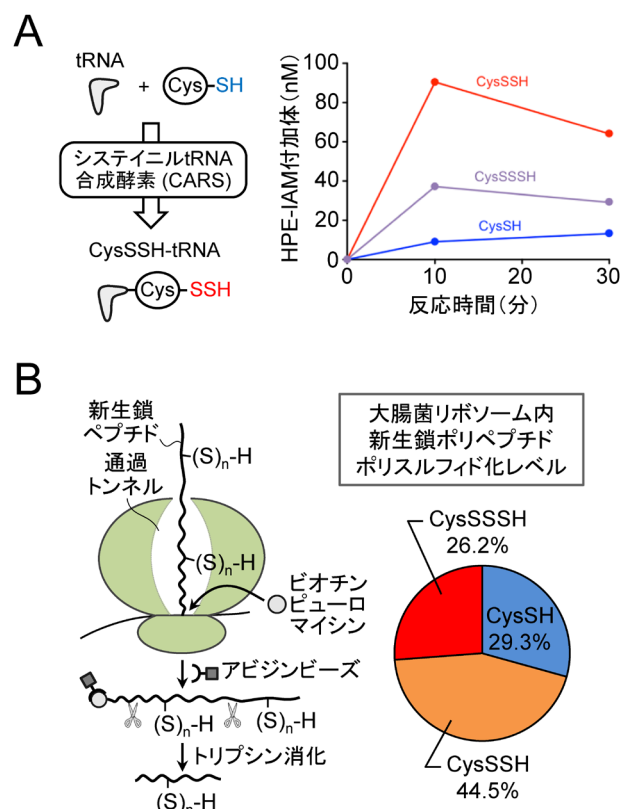 A
tRNA
+
Cys
-SH
システイニルtRNA
合成酵素 (CARS)
CysSSH-tRNA
Cys
-SSH
HPE-IAM付加体 (nM)
100
80
60
40
20
0
CysSSH
CysSSSH
CysSH
0
10
20
30
反応時間(分)
B
新生鎖
ペプチド
通過
トンネル
(S)n-H
(S)n-H
ビオチン
ピューロ
マイシン
アビジンビーズ
(S)n-H
(S)n-H
トリプシン消化
(S)n-H
大腸菌リボソーム内
新生鎖ポリペプチド
ポリスルフィド化レベル
CysSSSH
26.2%
CysSH
29.3%
CysSSH
44.5%